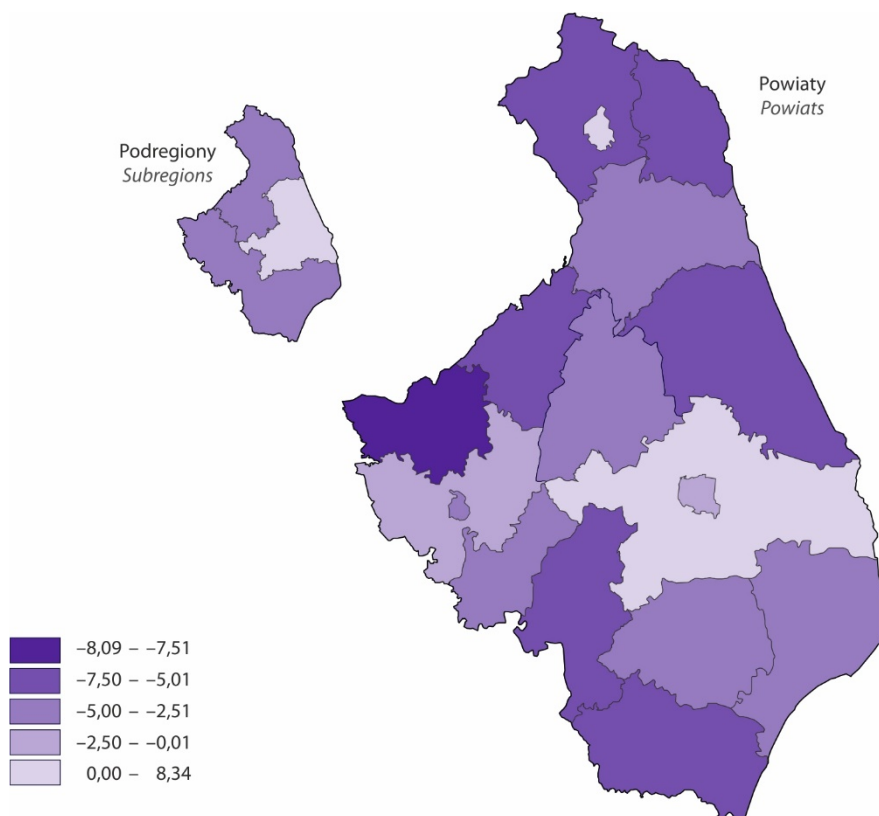 Powiaty
Powiats
Podregiony
Subregions
–8,09 – –7,51
–7,50 – –5,01
–5,00 – –2,51
–2,50 – –0,01
0,00 – 8,34